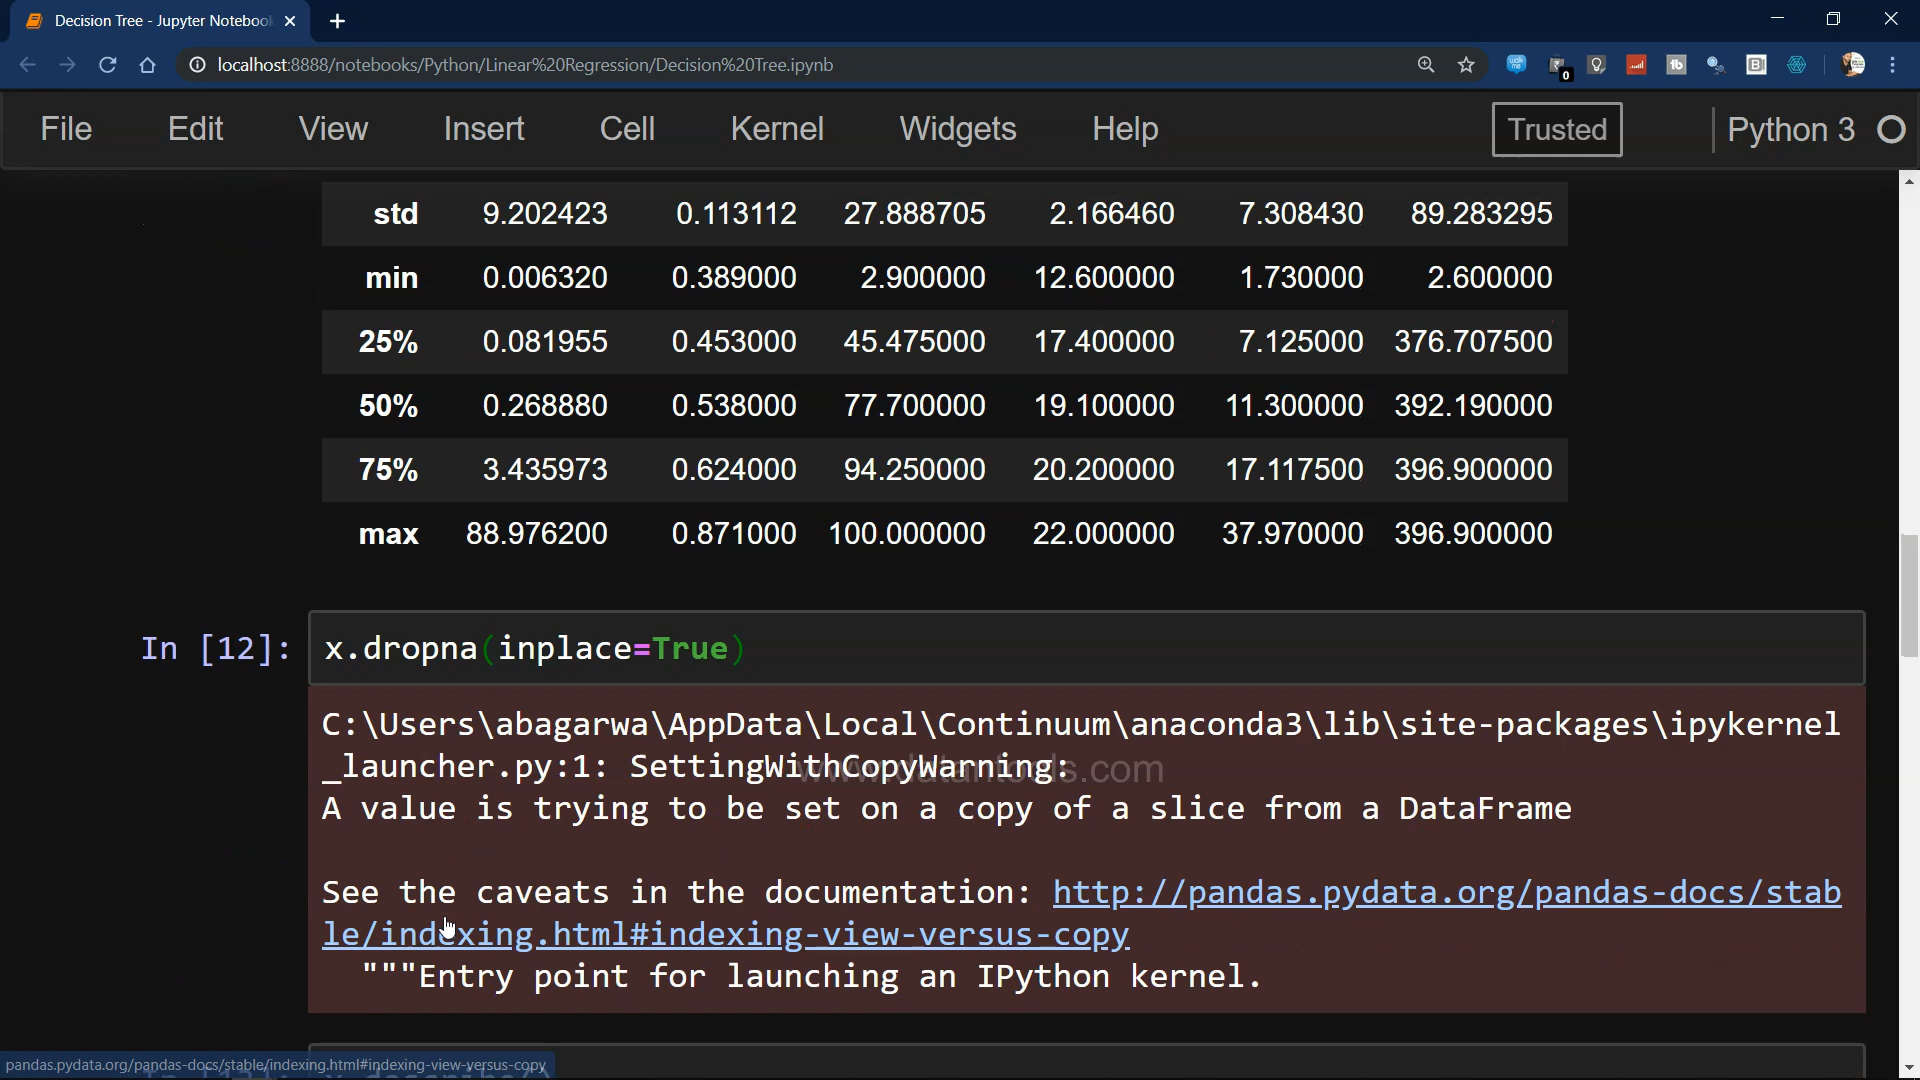 Decision Tree - Jupyter Noteboo
localhost:8888/notebooks/Python/Linear%20Regression/Decision%20Tree.ipynb
0
File Edit View Insert Cell Kernel Widgets Help Trusted Python 3
std 9.202423 0.113112 27.888705 2.166460 7.308430 89.283295
min 0.006320 0.389000 2.900000 12.600000 1.730000 2.600000
25% 0.081955 0.453000 45.475000 17.400000 7.125000 376.707500
50% 0.268880 0.538000 77.700000 19.100000 11.300000 392.190000
75% 3.435973 0.624000 94.250000 20.200000 17.117500 396.900000
max 88.976200 0.871000 100.000000 22.000000 37.970000 396.900000
In [12]: x.dropna(inplace=True)
C:\Users\abagarwa\AppData\Local\Continuum\anaconda3\lib\site-packages\ipykernel
_launcher.py:1: SettingWithCopyWarning:
A value is trying to be set on a copy of a slice from a DataFrame
See the caveats in the documentation: http://pandas.pydata.org/pandas-docs/stab
le/indexing.html#indexing-view-versus-copy
"""Entry point for launching an IPython kernel.
pandas.pydata.org/pandas-docs/stable/indexing.html#indexing-view-versus-copy